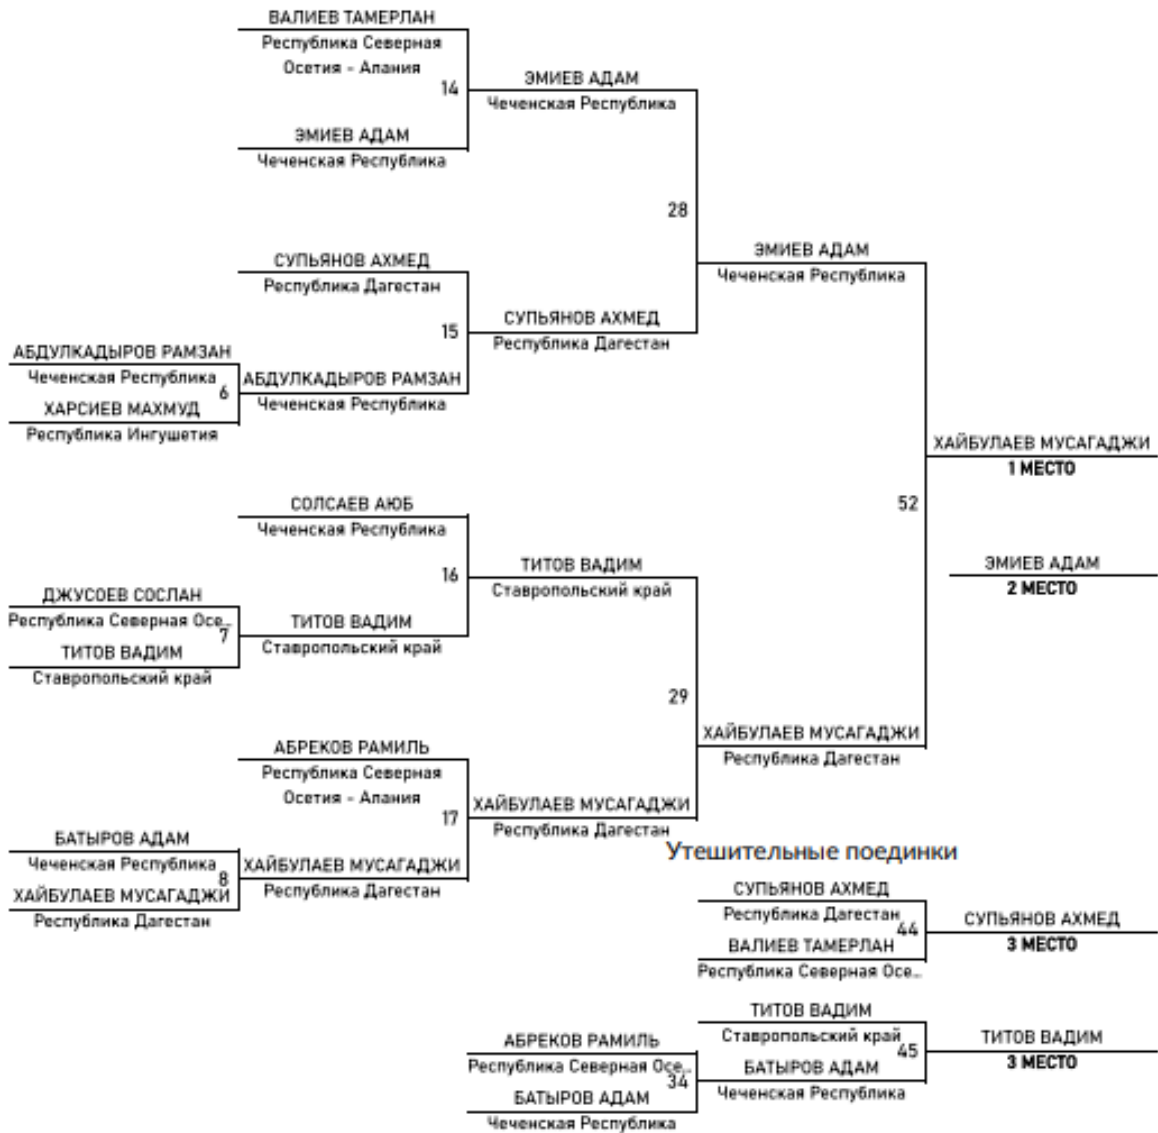 ВАЛИЕВ ТАМЕРЛАН
Республика Северная
Осетия - Алания
14
ЭМИЕВ АДАМ
Чеченская Республика
ЭМИЕВ АДАМ
Чеченская Республика
28
СУПЬЯНОВ АХМЕД
Республика Дагестан
ЭМИЕВ АДАМ
Чеченская Республика
15
СУПЬЯНОВ АХМЕД
Республика Дагестан
АБДУЛКАДЫРОВ РАМЗАН
Чеченская Республика
6
АБДУЛКАДЫРОВ РАМЗАН
Чеченская Республика
ХАРСИЕВ МАХМУД
Республика Ингушетия
ХАЙБУЛАЕВ МУСАГАДЖИ
1 МЕСТО
52
СОЛСАЕВ АЮБ
Чеченская Республика
16
ТИТОВ ВАДИМ
Ставропольский край
ЭМИЕВ АДАМ
2 МЕСТО
ДЖУСОЕВ СОСЛАН
Республика Северная Осе...
7
ТИТОВ ВАДИМ
Ставропольский край
ТИТОВ ВАДИМ
Ставропольский край
29
ХАЙБУЛАЕВ МУСАГАДЖИ
Республика Дагестан
АБРЕКОВ РАМИЛЬ
Республика Северная
Осетия - Алания
17
ХАЙБУЛАЕВ МУСАГАДЖИ
Республика Дагестан
БАТЫРОВ АДАМ
Чеченская Республика
8
ХАЙБУЛАЕВ МУСАГАДЖИ
Республика Дагестан
ХАЙБУЛАЕВ МУСАГАДЖИ
Республика Дагестан
Утешительные поединки
СУПЬЯНОВ АХМЕД
Республика Дагестан
44
СУПЬЯНОВ АХМЕД
3 МЕСТО
ВАЛИЕВ ТАМЕРЛАН
Республика Северная Осе...
ТИТОВ ВАДИМ
Ставропольский край
45
ТИТОВ ВАДИМ
3 МЕСТО
АБРЕКОВ РАМИЛЬ
Республика Северная Осе...
34
БАТЫРОВ АДАМ
Чеченская Республика
БАТЫРОВ АДАМ
Чеченская Республика